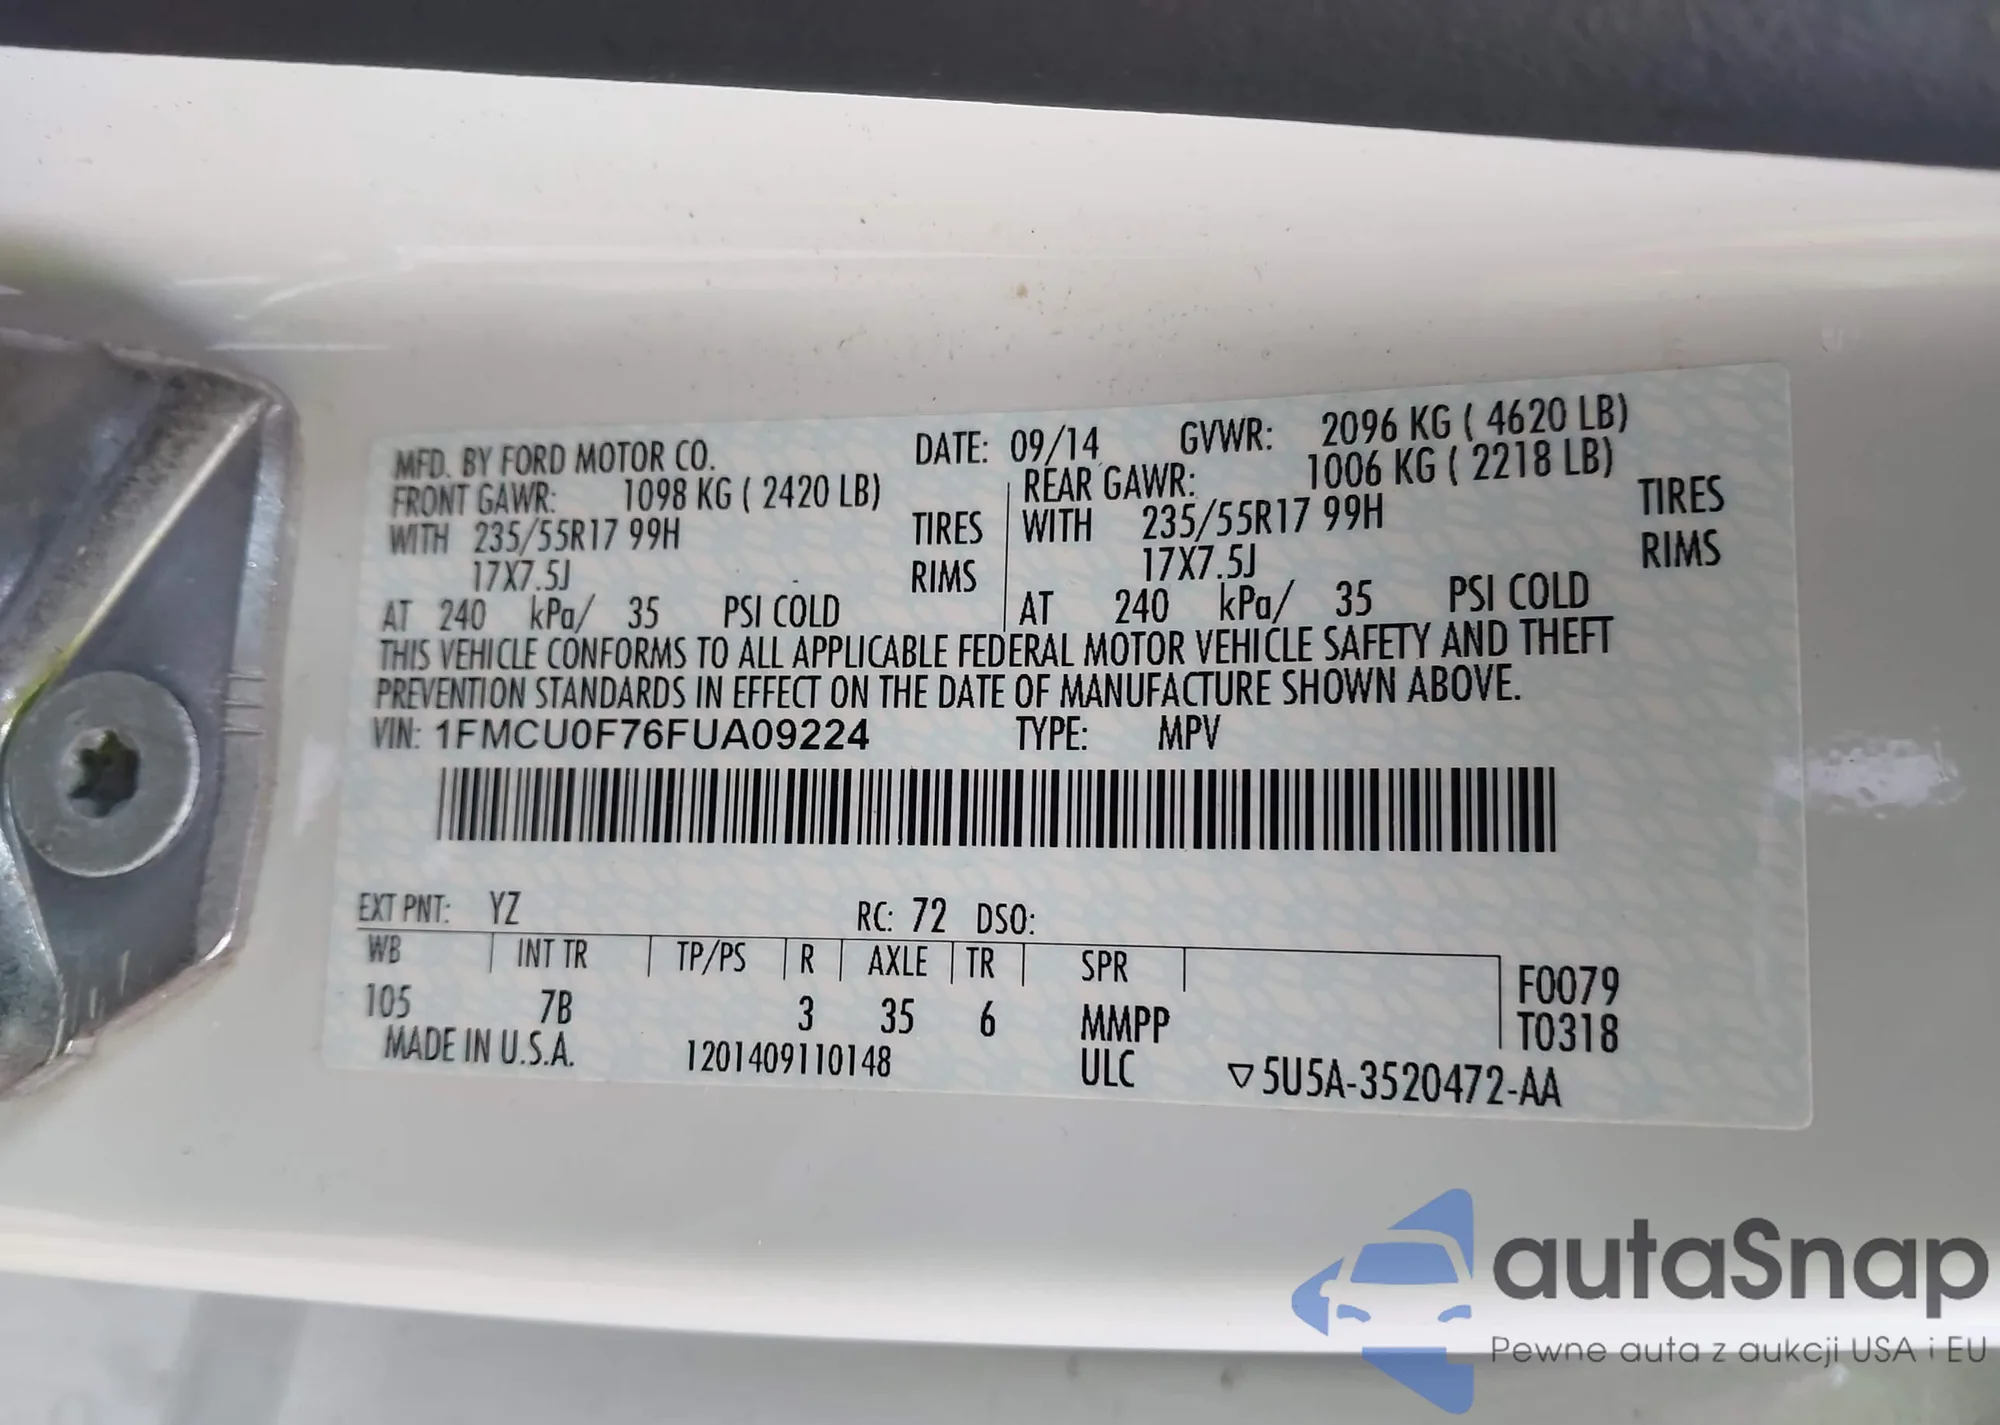 MFD. BY FORD MOTOR CO. DATE: 09/14 GVWR: 2096 KG ( 4620 LB)
FRONT GAWR: 1098 KG ( 2420 LB) REAR GAWR: 1006 KG ( 2218 LB)
WITH 235/55R17 99H TIRES WITH 235/55R17 99H TIRES
17X7.5J RIMS 17X7.5J RIMS
AT 240 kPa/ 35 PSI COLD AT 240 kPa/ 35 PSI COLD
THIS VEHICLE CONFORMS TO ALL APPLICABLE FEDERAL MOTOR VEHICLE SAFETY AND THEFT
PREVENTION STANDARDS IN EFFECT ON THE DATE OF MANUFACTURE SHOWN ABOVE.
VIN: 1FMCU0F76FUA09224 TYPE: MPV
EXT PNT: YZ RC: 72 DSO:
WB INT TR TP/PS R AXLE TR SPR F0079
105 7B 3 35 6 MMPP T0318
MADE IN U.S.A. 1201409110148 ULC ▽5U5A-3520472-AA
autaSnap
Pewne auta z aukcji USA i EU